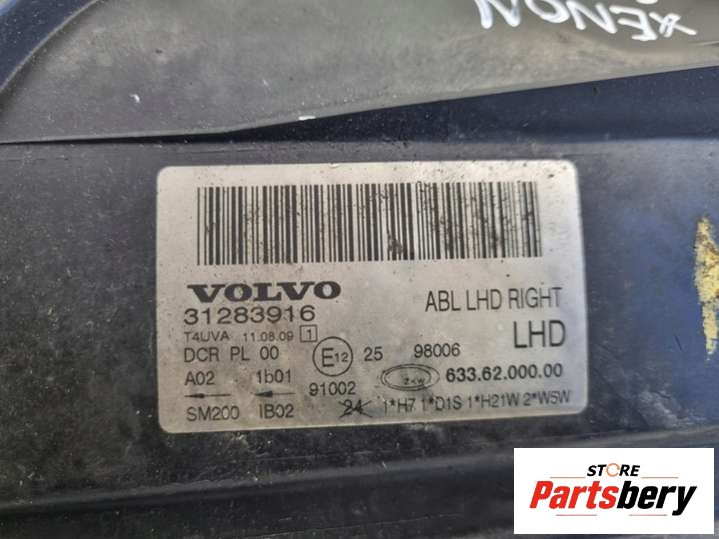 XENON
VOLVO
31283916
ABL LHD RIGHT
LHD
T4UVA 11.08.09 1
DCR PL 00 E12 25 98006
A02 1b01 91002 ZKW 633.62.000.00
SM200 IB02 24 1*H7 1*D1S 1*H21W 2*W5W
STORE
Partsbery